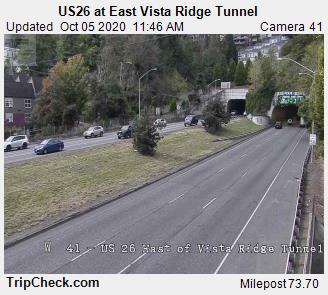 US26 at East Vista Ridge Tunnel
Updated Oct 05 2020 11:46 AM Camera 41
W 41 - US 26 East of Vista Ridge Tunnel
TripCheck.com Milepost 73.70